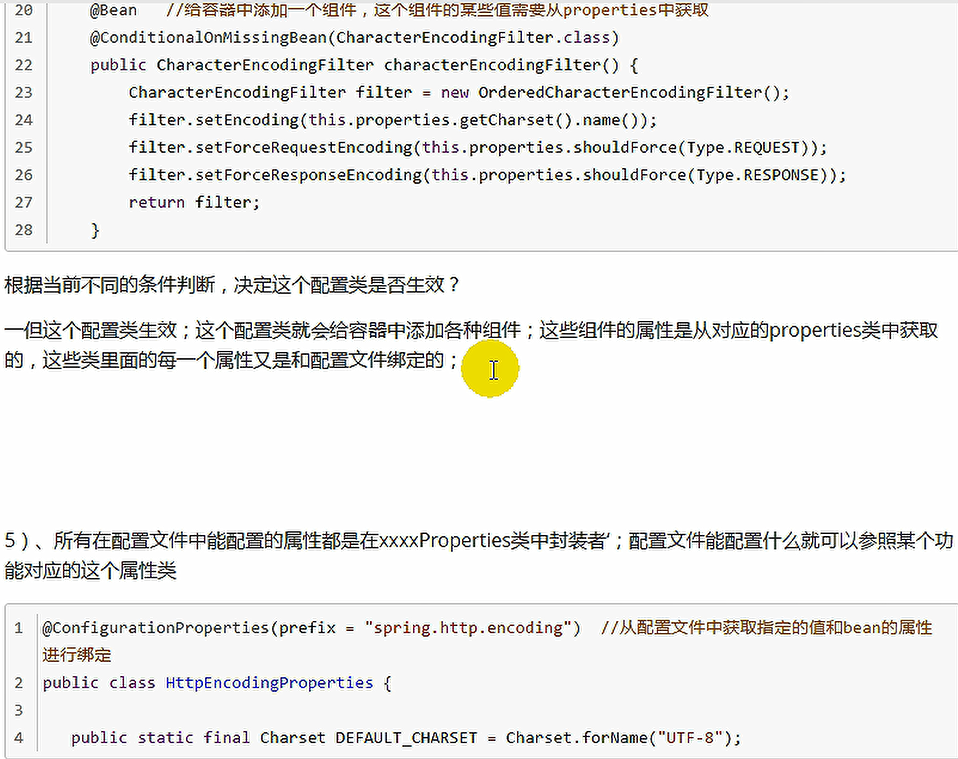 20 @Bean //给容器中添加一个组件，这个组件的某些值需要从properties中获取
21 @ConditionalOnMissingBean(CharacterEncodingFilter.class)
22 public CharacterEncodingFilter characterEncodingFilter() {
23 CharacterEncodingFilter filter = new OrderedCharacterEncodingFilter();
24 filter.setEncoding(this.properties.getCharset().name());
25 filter.setForceRequestEncoding(this.properties.shouldForce(Type.REQUEST));
26 filter.setForceResponseEncoding(this.properties.shouldForce(Type.RESPONSE));
27 return filter;
28 }
根据当前不同的条件判断，决定这个配置类是否生效？
一但这个配置类生效；这个配置类就会给容器中添加各种组件；这些组件的属性是从对应的properties类中获取
的，这些类里面的每一个属性又是和配置文件绑定的；
5）、所有在配置文件中能配置的属性都是在xxxxProperties类中封装者‘；配置文件能配置什么就可以参照某个功
能对应的这个属性类
1 @ConfigurationProperties(prefix = "spring.http.encoding") //从配置文件中获取指定的值和bean的属性
进行绑定
2 public class HttpEncodingProperties {
3
4 public static final Charset DEFAULT_CHARSET = Charset.forName("UTF-8");